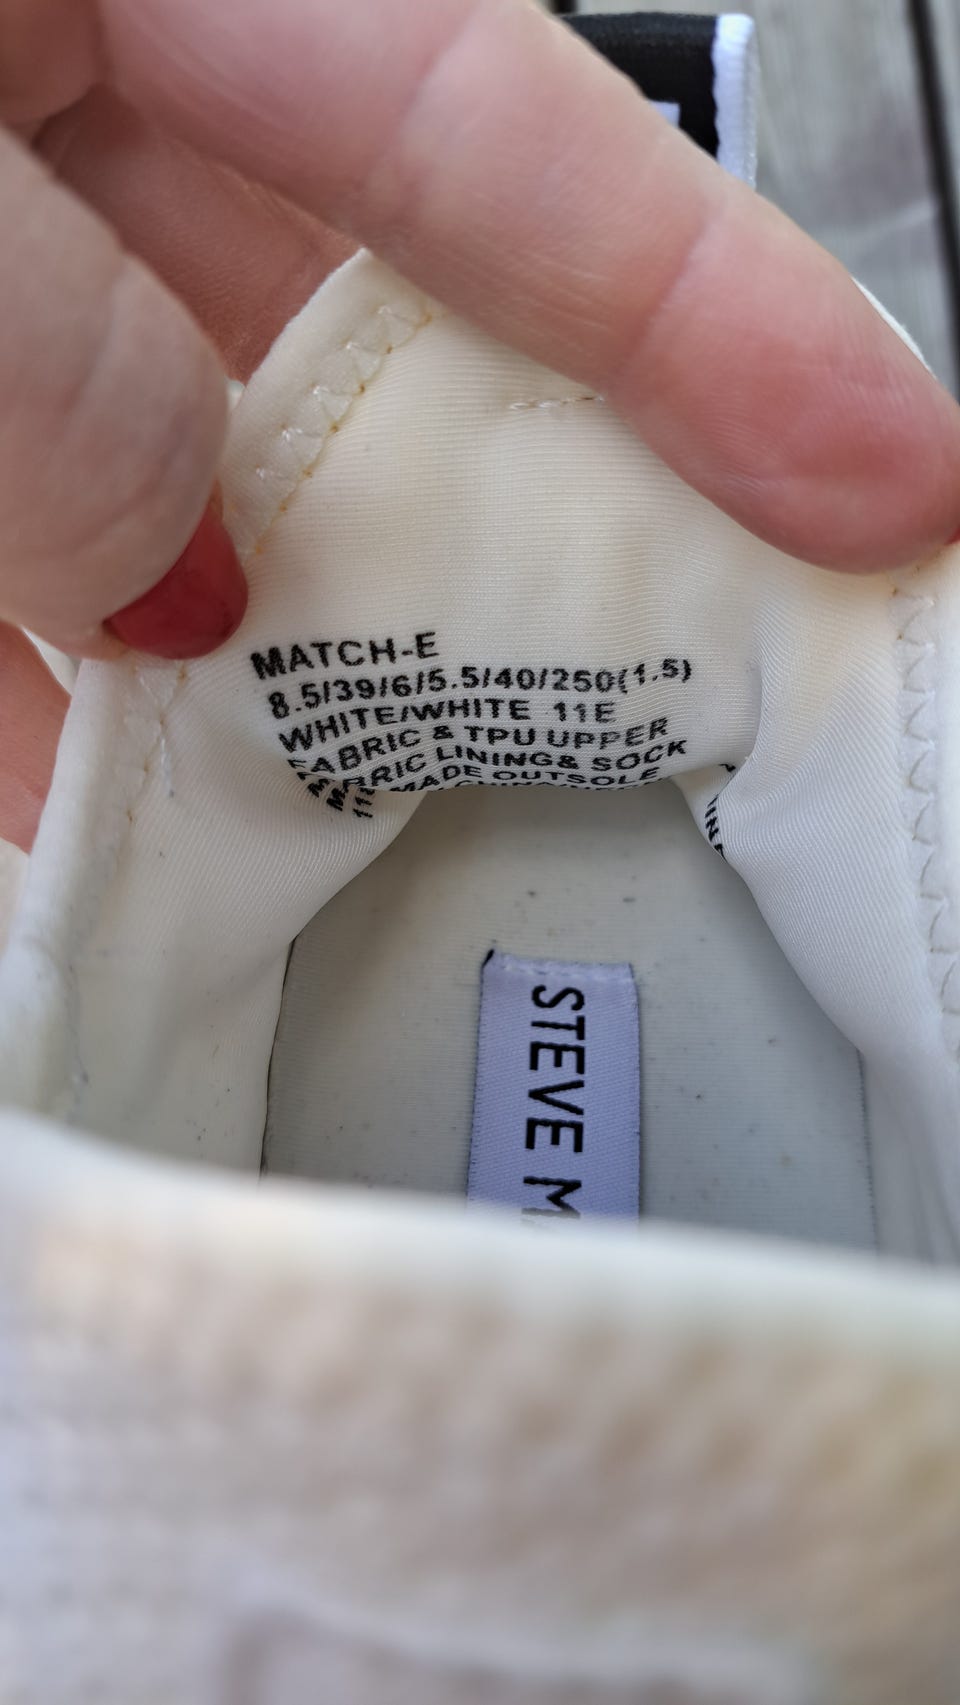 MATCH-E
8.5/39/6/5.5/40/250(1.5)
WHITE/WHITE 11E
FABRIC & TPU UPPER
FABRIC LINING& SOCK
MADE OUTSOLE
STEVE